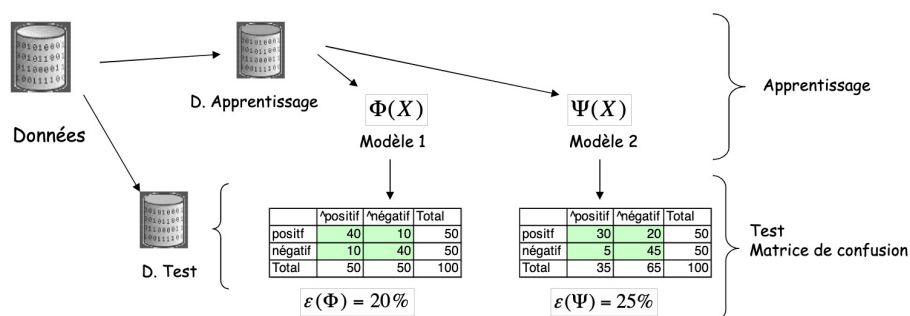 D. Apprentissage
Données
Φ(X)
Modèle 1
Ψ(X)
Modèle 2
Apprentissage
D. Test
^positif ^négatif Total
positf 40 10 50
négatif 10 40 50
Total 50 50 100
ε(Φ) = 20%
^positif ^négatif Total
positf 30 20 50
négatif 5 45 50
Total 35 65 100
ε(Ψ) = 25%
Test
Matrice de confusion